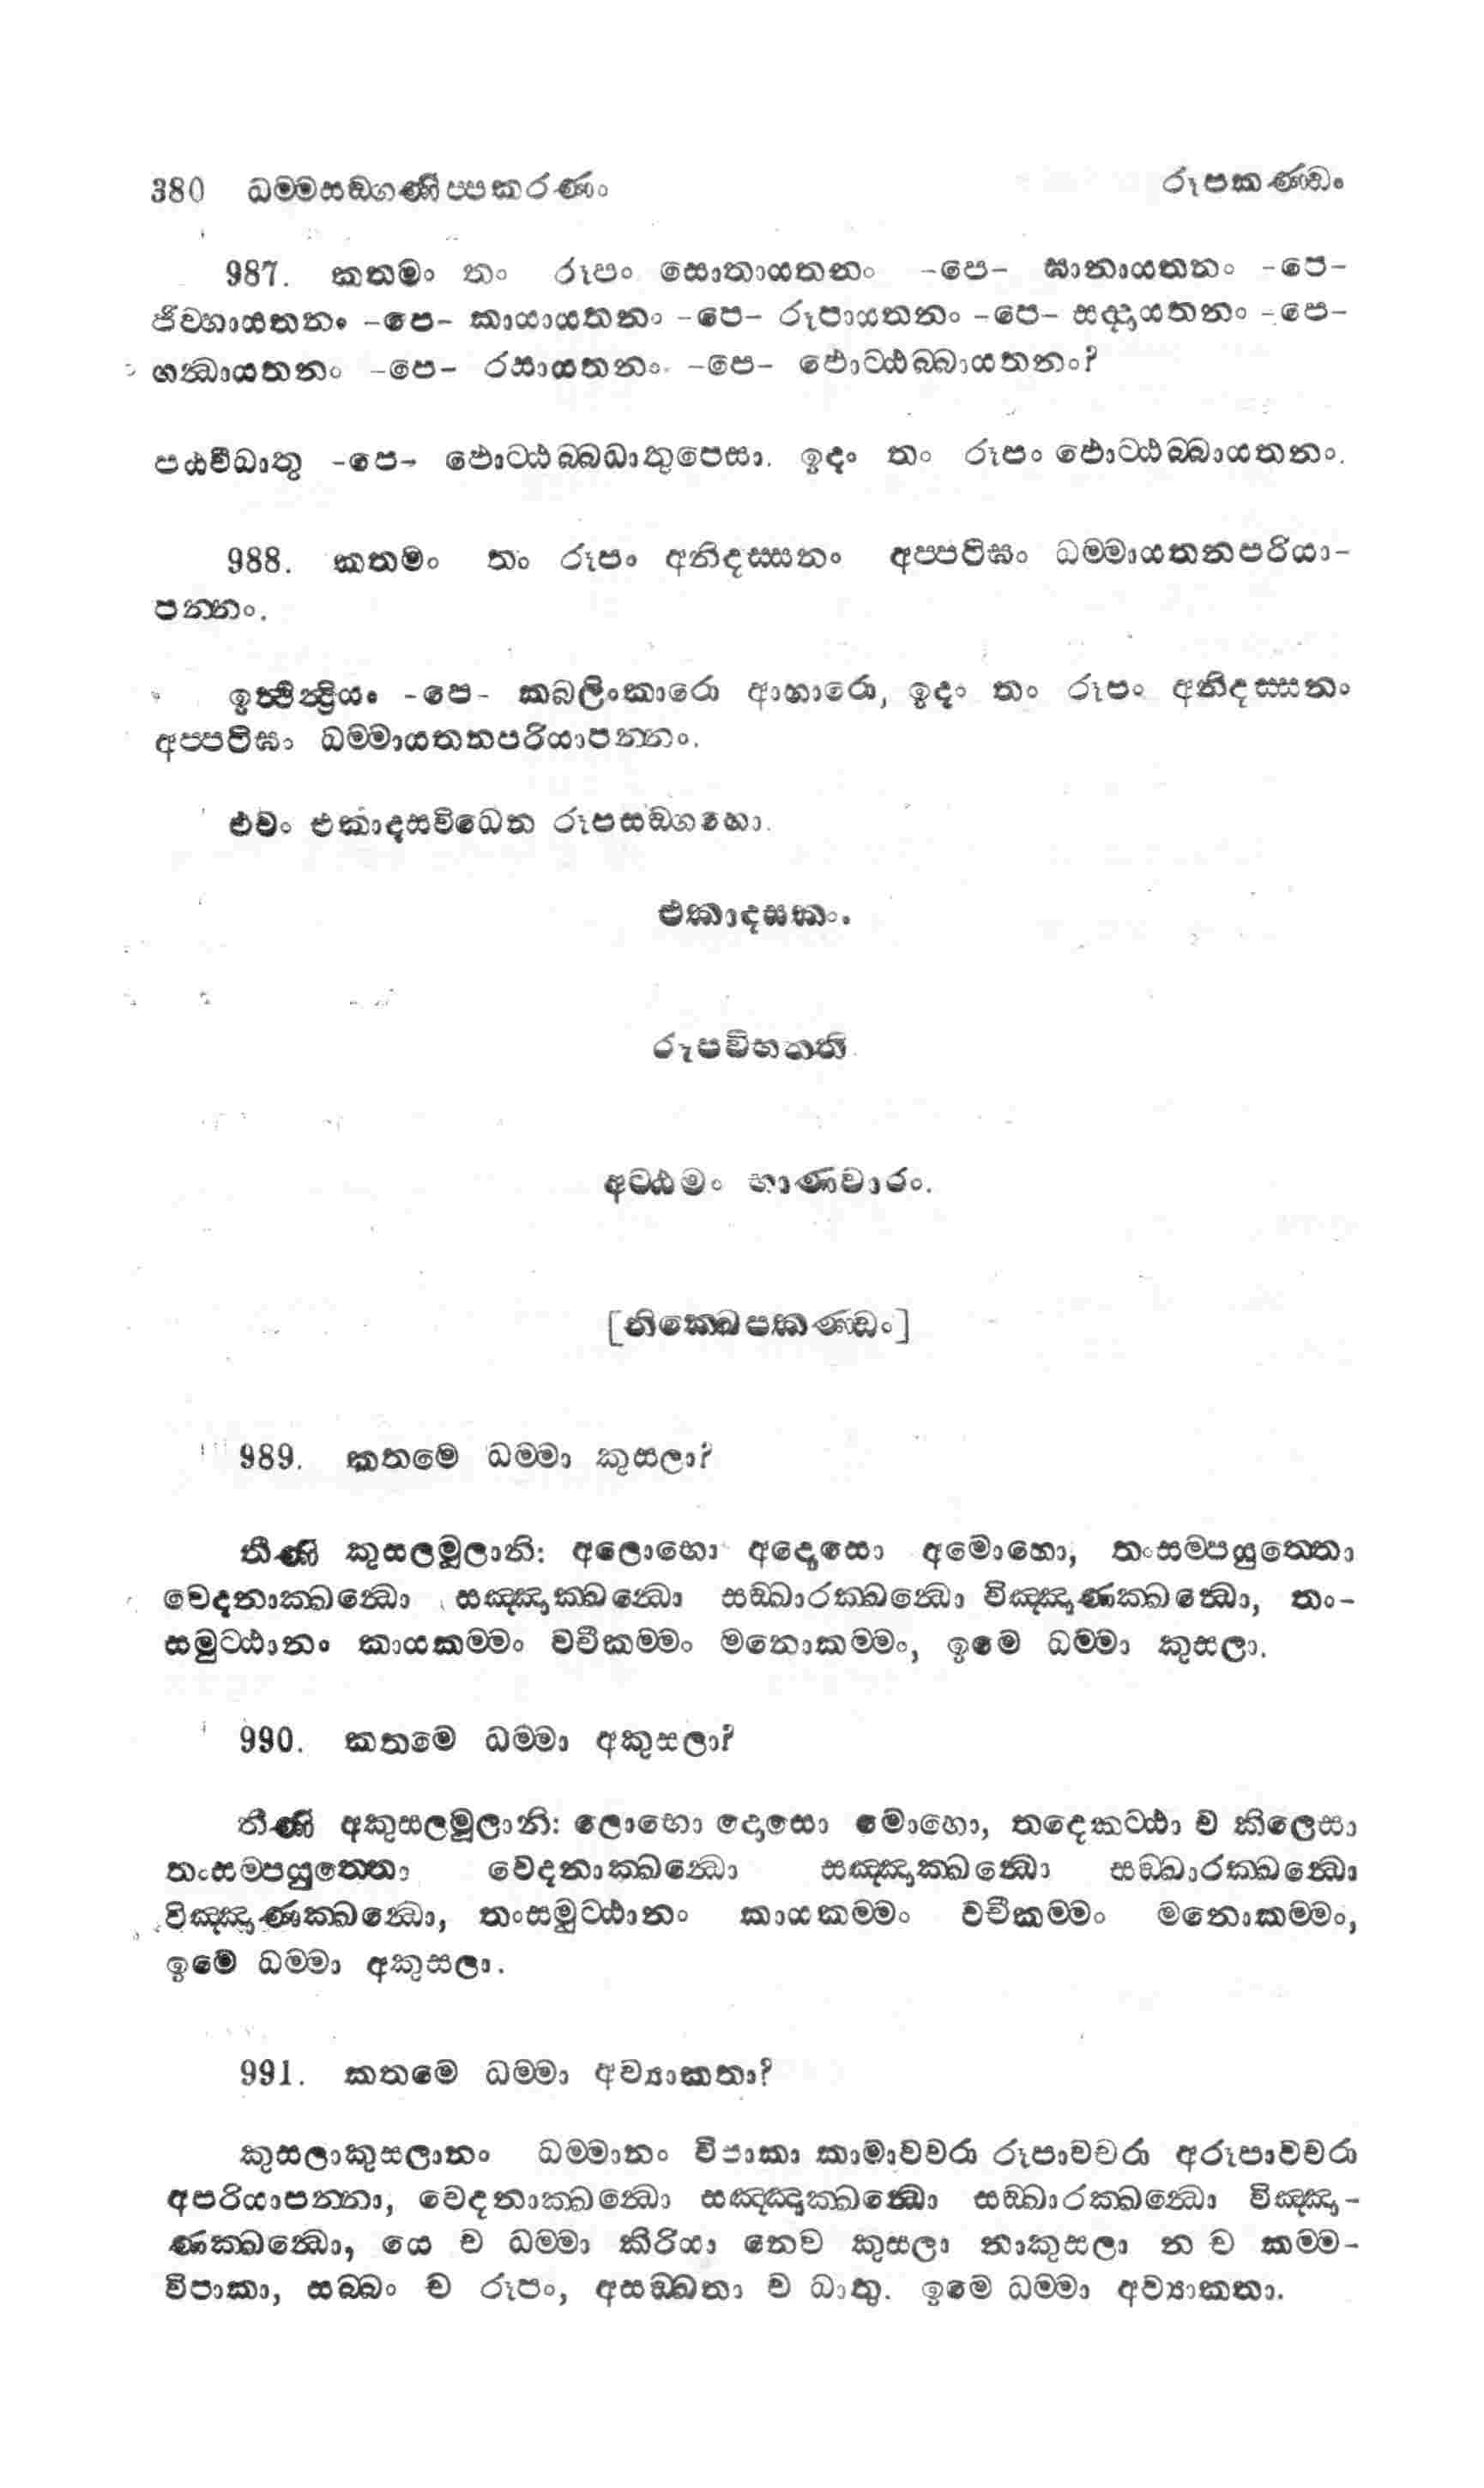 380 ධම්මසඞ්ගණිප්පකරණං රූපකණ්ඩං
987. කතමං තං රූපං සොතායතනං -පෙ- ඝානායතනං -පෙ-
ජිව්හායතනං -පෙ- කායායතනං -පෙ- රූපායතනං -පෙ- සද්දායතනං -පෙ-
ගන්ධායතනං -පෙ- රසායතනං -පෙ- ඵොට්ඨබ්බායතනං?
පඨවීධාතු -පෙ- ඵොට්ඨබ්බධාතුපෙසා. ඉදං තං රූපං ඵොට්ඨබ්බායතනං.
988. කතමං තං රූපං අනිදස්සනං අප්පටිඝං ධම්මායතනපරියා-
පන්නං.
ඉත්ථින්ද්‍රියං -පෙ- කබලිංකාරො ආහාරො, ඉදං තං රූපං අනිදස්සනං
අප්පටිඝං ධම්මායතනපරියාපන්නං.
එවං එකාදසවිධෙන රූපසඞ්ගහො.
එකාදසකං.
රූපවිභත්ති.
අට්ඨමං භාණවාරං.
[නික්ඛෙපකණ්ඩං]
989. කතමෙ ධම්මා කුසලා?
තීණි කුසලමූලානි: අලොභො අදොසො අමොහො, තංසම්පයුත්තො
වෙදනාක්ඛන්ධො සඤ්ඤාක්ඛන්ධො සඞ්ඛාරක්ඛන්ධො විඤ්ඤාණක්ඛන්ධො, තං-
සමුට්ඨානං කායකම්මං වචීකම්මං මනොකම්මං, ඉමෙ ධම්මා කුසලා.
990. කතමෙ ධම්මා අකුසලා?
තීණි අකුසලමූලානි: ලොභො දොසො මොහො, තදෙකට්ඨා ච කිලෙසා
තංසම්පයුත්තො වෙදනාක්ඛන්ධො සඤ්ඤාක්ඛන්ධො සඞ්ඛාරක්ඛන්ධො
විඤ්ඤාණක්ඛන්ධො, තංසමුට්ඨානං කායකම්මං වචීකම්මං මනොකම්මං,
ඉමෙ ධම්මා අකුසලා.
991. කතමෙ ධම්මා අව්‍යාකතා?
කුසලාකුසලානං ධම්මානං විපාකා කාමාවචරා රූපාවචරා අරූපාවචරා
අපරියාපන්නා, වෙදනාක්ඛන්ධො සඤ්ඤාක්ඛන්ධො සඞ්ඛාරක්ඛන්ධො විඤ්ඤා-
ණක්ඛන්ධො, යෙ ච ධම්මා කිරියා නෙව කුසලා නාකුසලා න ච කම්ම-
විපාකා, සබ්බං ච රූපං, අසඞ්ඛතා ච ධාතු. ඉමෙ ධම්මා අව්‍යාකතා.